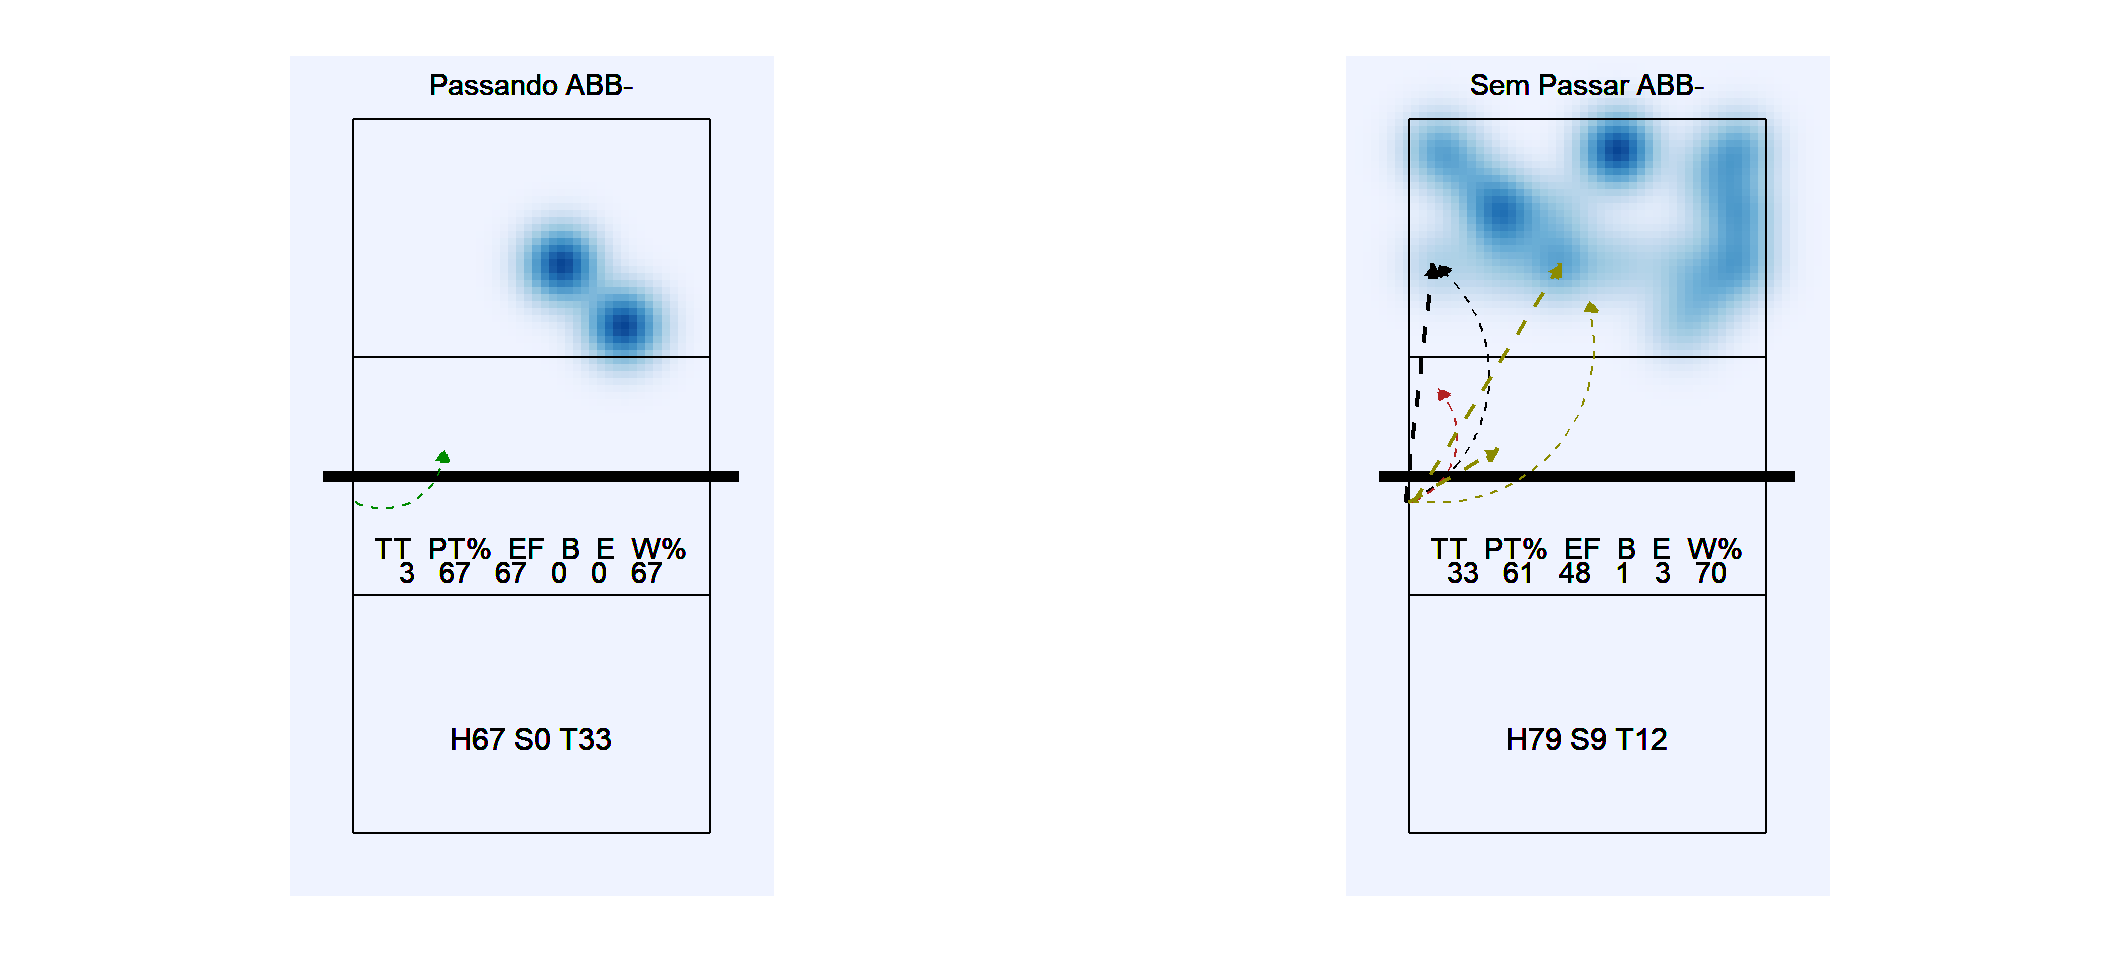 Passando ABB-
TT PT% EF B E W%
3 67 67 0 0 67
H67 S0 T33
Sem Passar ABB-
TT PT% EF B E W%
33 61 48 1 3 70
H79 S9 T12